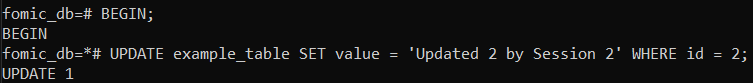 fomic_db=# BEGIN;
BEGIN
fomic_db=*# UPDATE example_table SET value = 'Updated 2 by Session 2' WHERE id = 2;
UPDATE 1